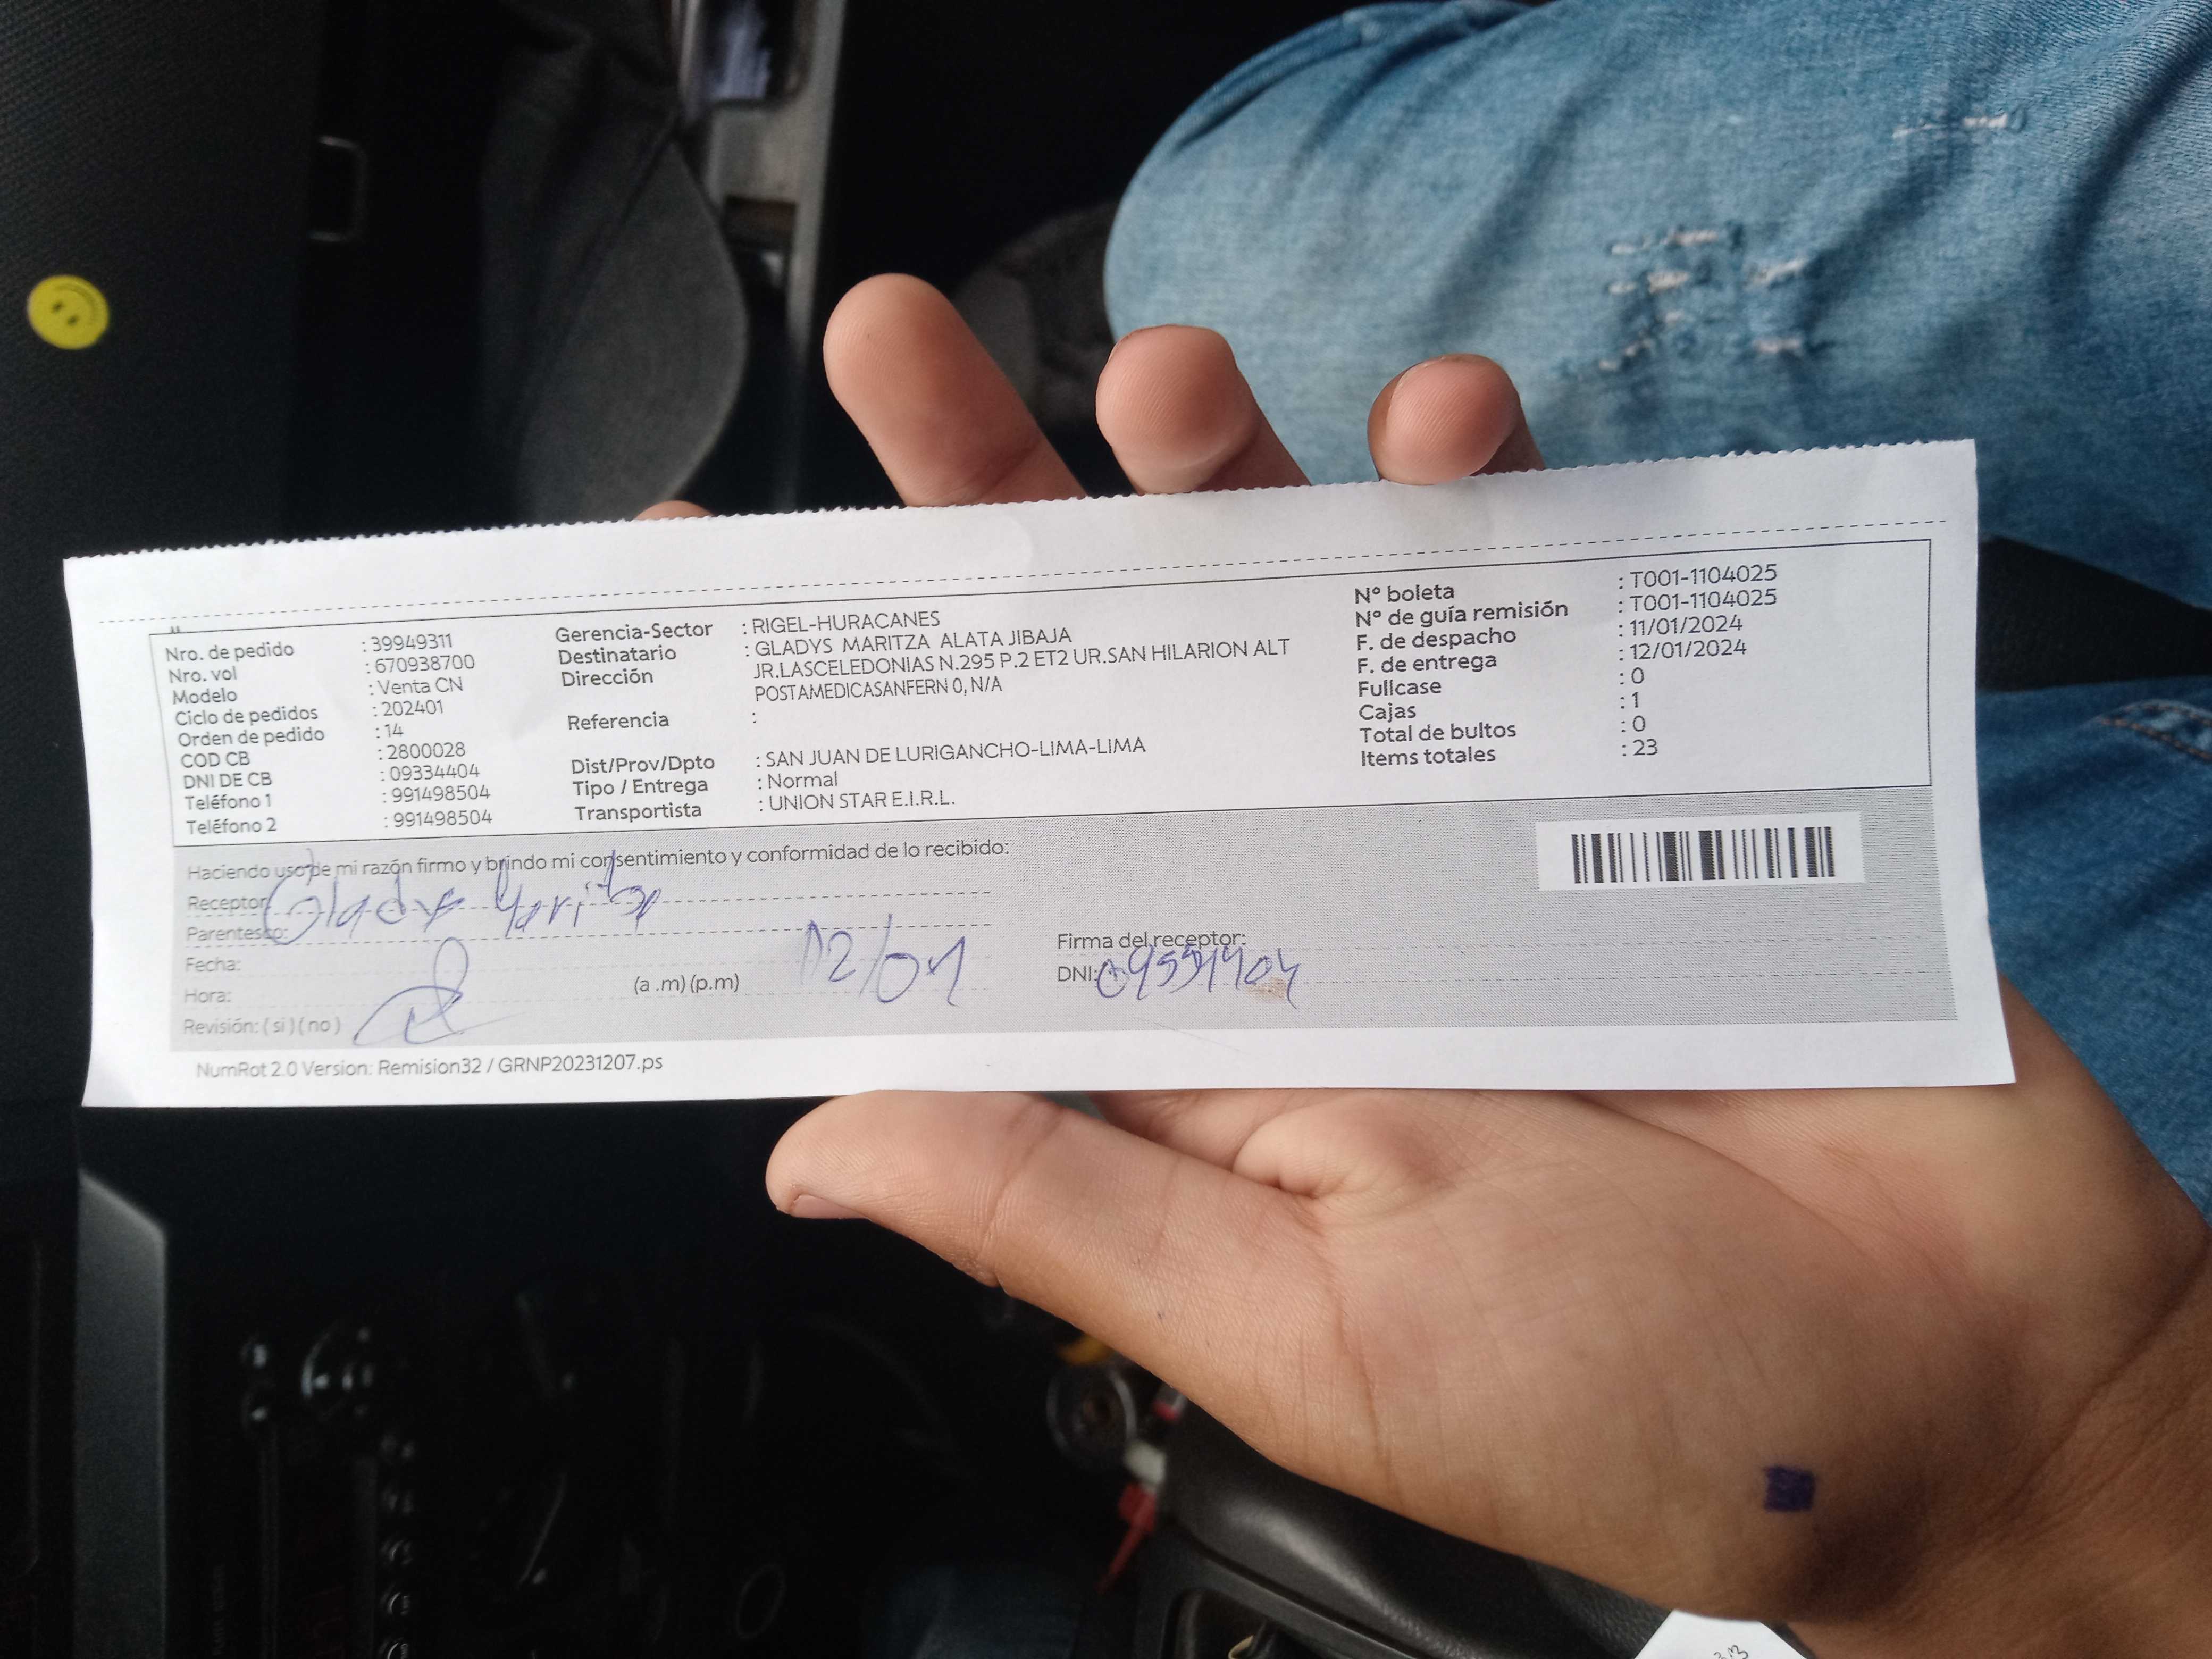 Nro. de pedido : 39949311
Nro. vol : 670938700
Modelo : Venta CN
Ciclo de pedidos : 202401
Orden de pedido : 14
COD CB : 2800028
DNI DE CB : 09334404
Teléfono 1 : 991498504
Teléfono 2 : 991498504
Gerencia-Sector : RIGEL-HURACANES
Destinatario : GLADYS MARITZA ALATA JIBAJA
Dirección : JR.LASCELEDONIAS N.295 P.2 ET2 UR.SAN HILARION ALT
POSTAMEDICASANFERN 0, N/A
Referencia :
Dist/Prov/Dpto : SAN JUAN DE LURIGANCHO-LIMA-LIMA
Tipo / Entrega : Normal
Transportista : UNION STAR E.I.R.L.
Nº boleta : T001-1104025
Nº de guía remisión : T001-1104025
F. de despacho : 11/01/2024
F. de entrega : 12/01/2024
Fullcase : 0
Cajas : 1
Total de bultos : 0
Items totales : 23
Haciendo uso de mi razón firmo y brindo mi consentimiento y conformidad de lo recibido:
Receptor: Gladys Maritza
Parentesco:
Fecha:
Hora: (a .m) (p.m) 12/01
Revisión: ( si ) ( no )
Firma del receptor:
DNI:
NumRot 2.0 Version: Remision32 / GRNP20231207.ps